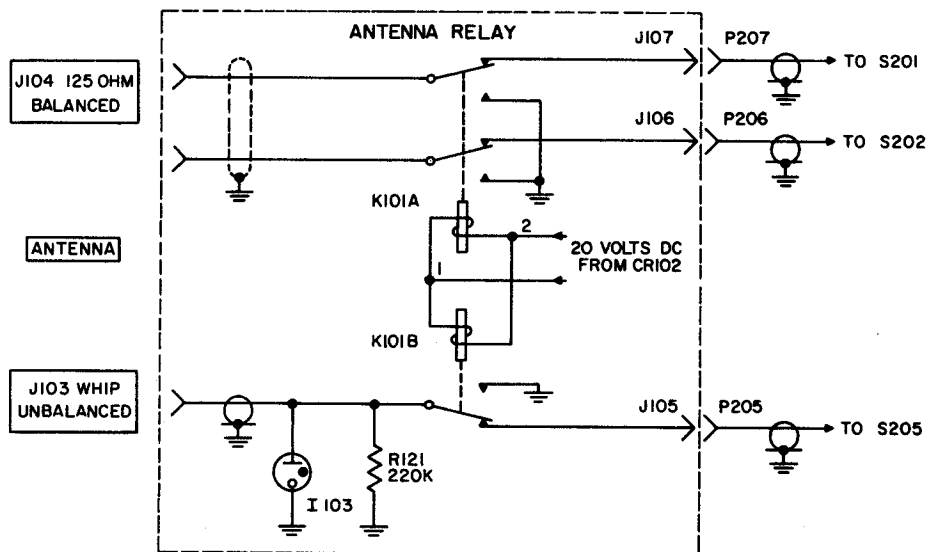 ANTENNA RELAY
J104 125 OHM
BALANCED
J107
P207
TO S201
J106
P206
TO S202
K101A
2
20 VOLTS DC
FROM CR102
1
ANTENNA
K101B
J103 WHIP
UNBALANCED
J105
P205
TO S205
R121
220K
I 103